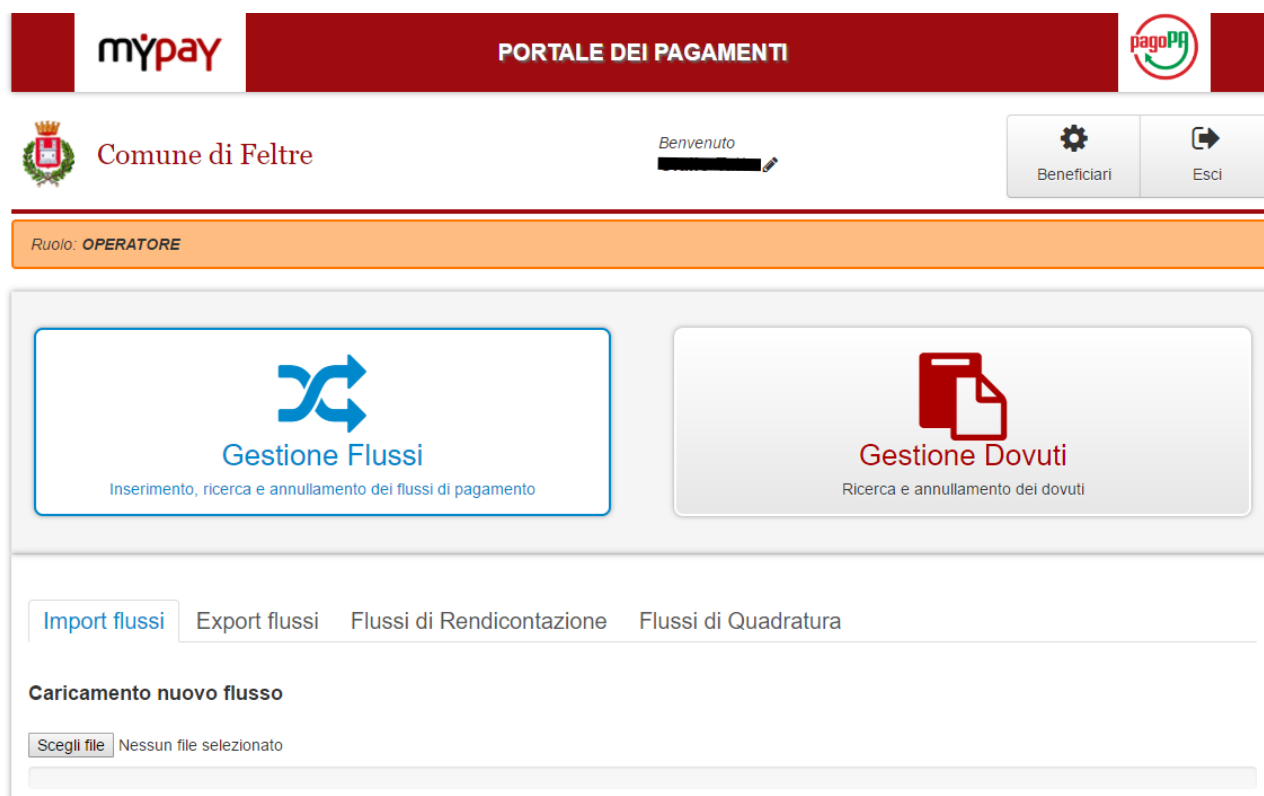 mypay
PORTALE DEI PAGAMENTI
pagoPA
Comune di Feltre
Benvenuto
Beneficiari
Esci
Ruolo: OPERATORE
Gestione Flussi
Inserimento, ricerca e annullamento dei flussi di pagamento
Gestione Dovuti
Ricerca e annullamento dei dovuti
Import flussi Export flussi Flussi di Rendicontazione Flussi di Quadratura
Caricamento nuovo flusso
Scegli file Nessun file selezionato